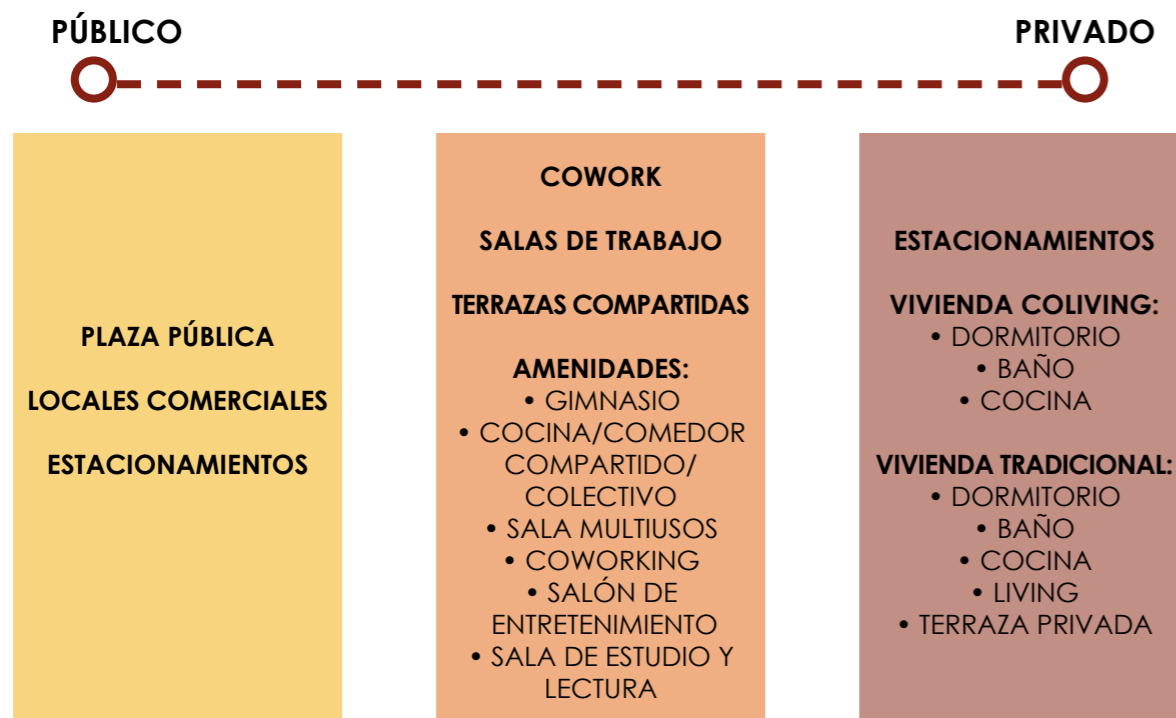 PÚBLICO
PRIVADO
PLAZA PÚBLICA
LOCALES COMERCIALES
ESTACIONAMIENTOS
COWORK
SALAS DE TRABAJO
TERRAZAS COMPARTIDAS
AMENIDADES:
• GIMNASIO
• COCINA/COMEDOR
COMPARTIDO/
COLECTIVO
• SALA MULTIUSOS
• COWORKING
• SALÓN DE
ENTRETENIMIENTO
• SALA DE ESTUDIO Y
LECTURA
ESTACIONAMIENTOS
VIVIENDA COLIVING:
• DORMITORIO
• BAÑO
• COCINA
VIVIENDA TRADICIONAL:
• DORMITORIO
• BAÑO
• COCINA
• LIVING
• TERRAZA PRIVADA